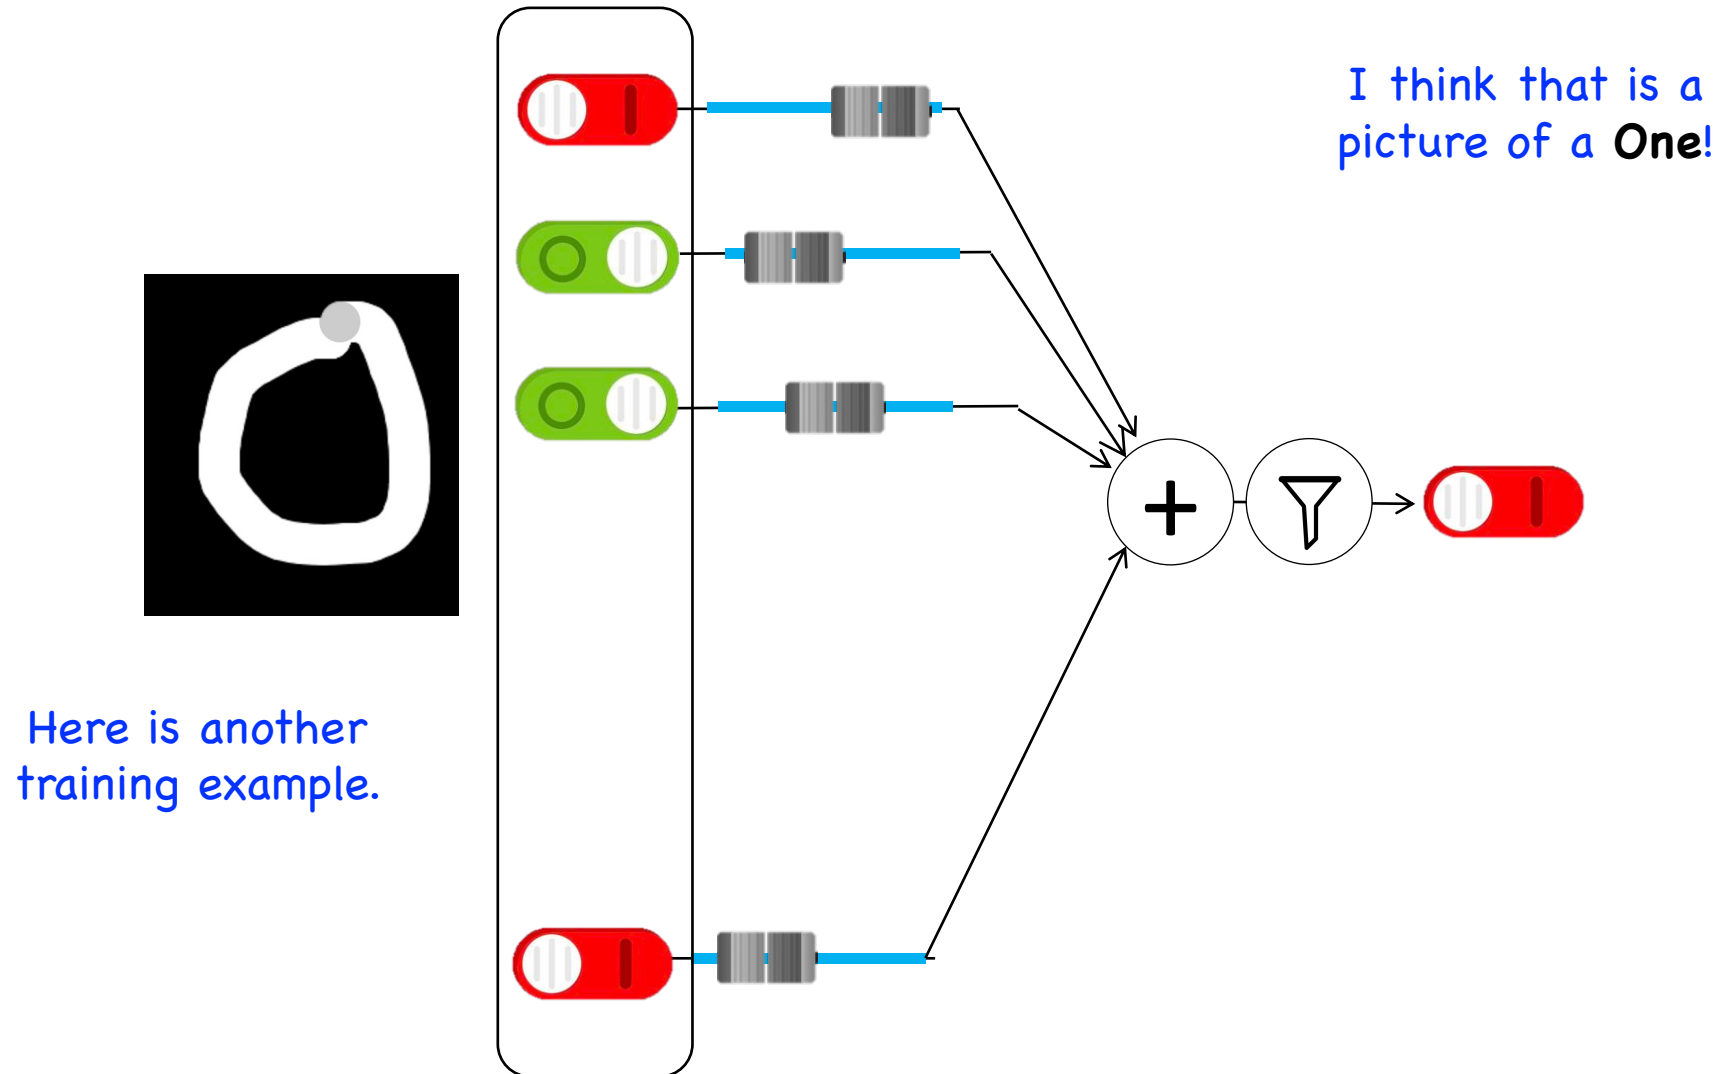 I think that is a
picture of a One!
Here is another
training example.